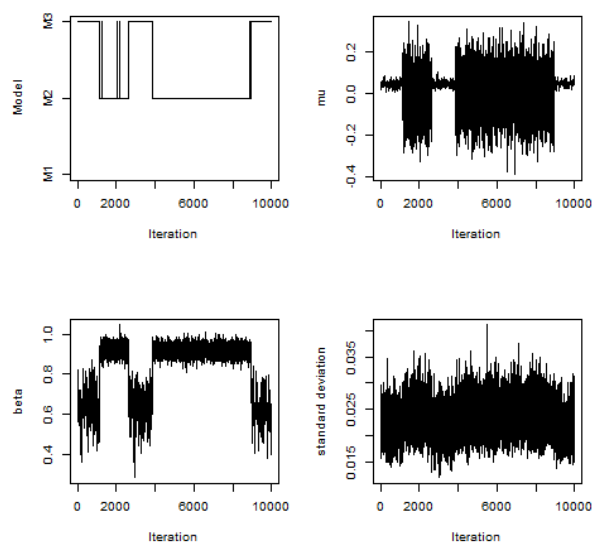 Model
M3
M2
M1
0 2000 6000 10000
Iteration
mu
0.2
0.0
-0.2
-0.4
0 2000 6000 10000
Iteration
beta
1.0
0.8
0.6
0.4
0 2000 6000 10000
Iteration
standard deviation
0.035
0.025
0.015
0 2000 6000 10000
Iteration